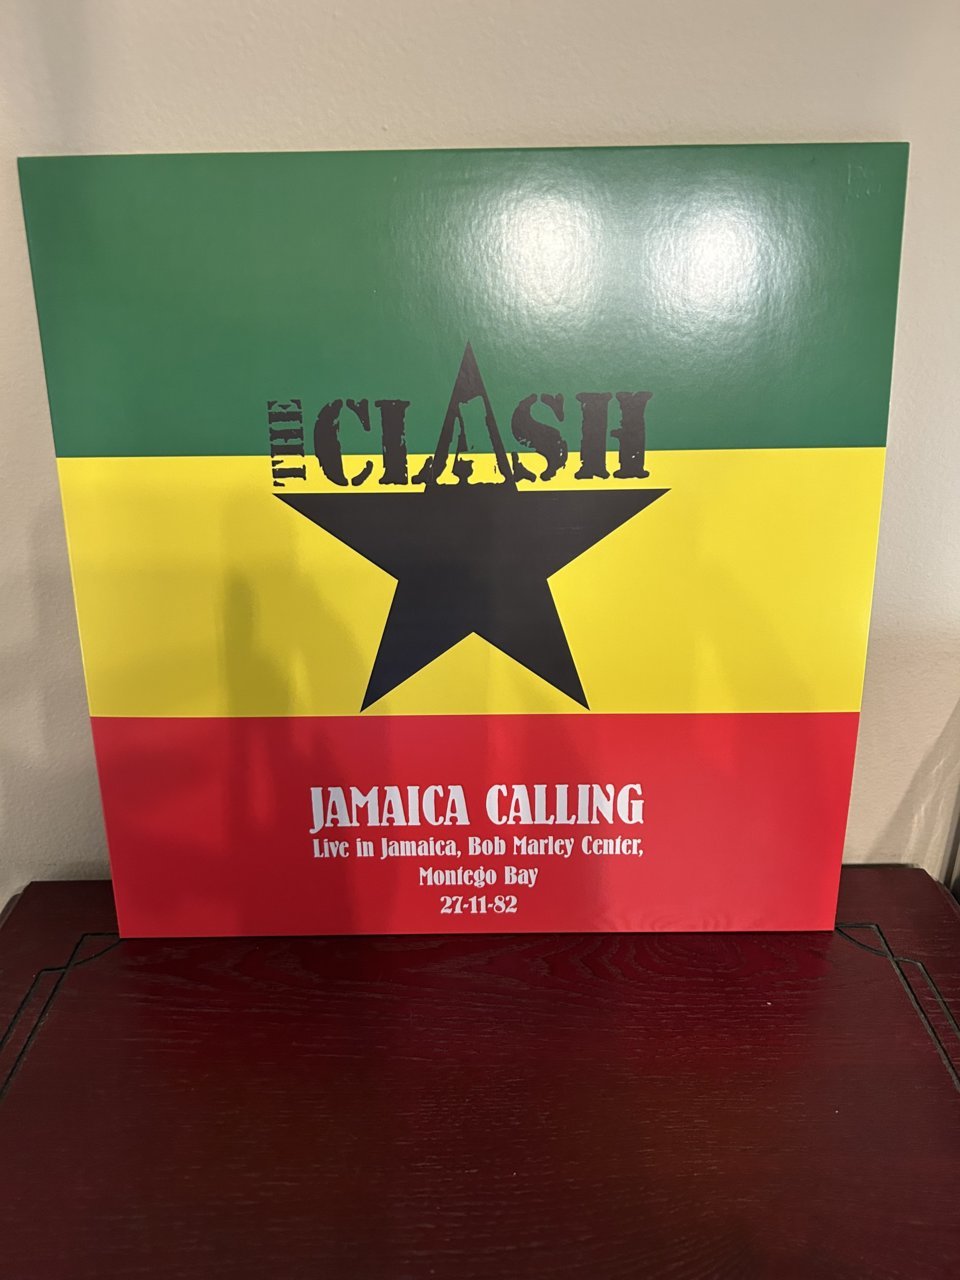 THE CLASH
JAMAICA CALLING
Live in Jamaica, Bob Marley Center,
Montego Bay
27-11-82